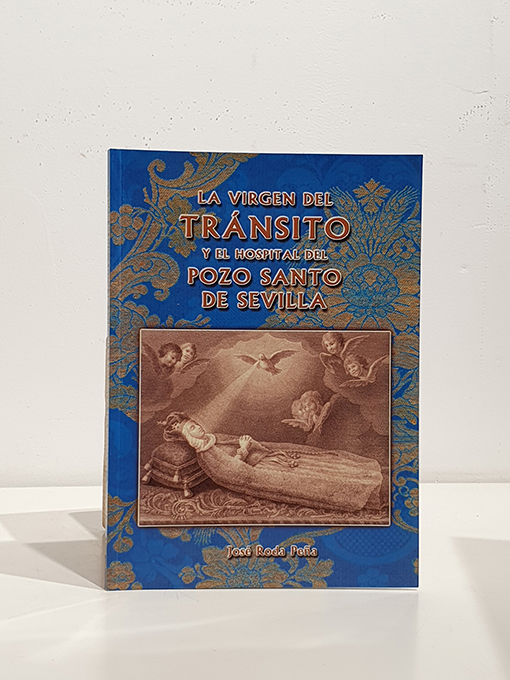 LA VIRGEN DEL
TRÁNSITO
Y EL HOSPITAL DEL
POZO SANTO
DE SEVILLA
José Roda Peña